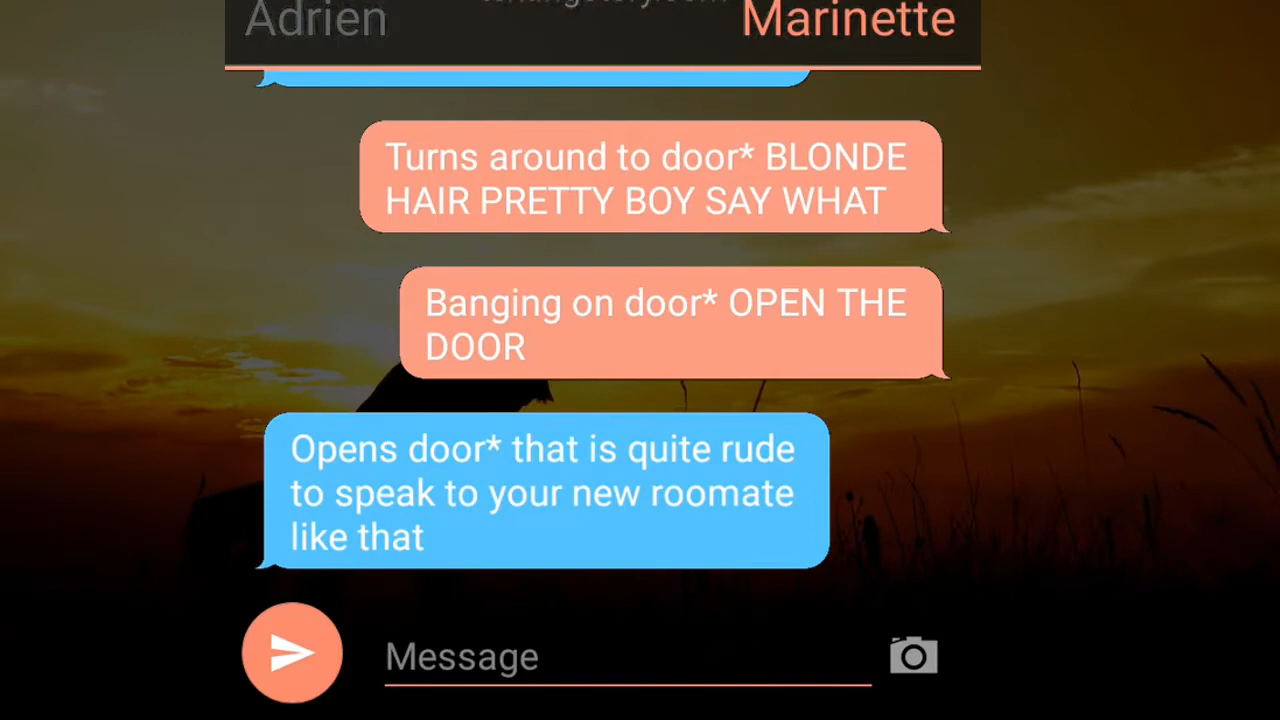 Adrien Marinette
Turns around to door* BLONDE
HAIR PRETTY BOY SAY WHAT
Banging on door* OPEN THE
DOOR
Opens door* that is quite rude
to speak to your new roomate
like that
Message